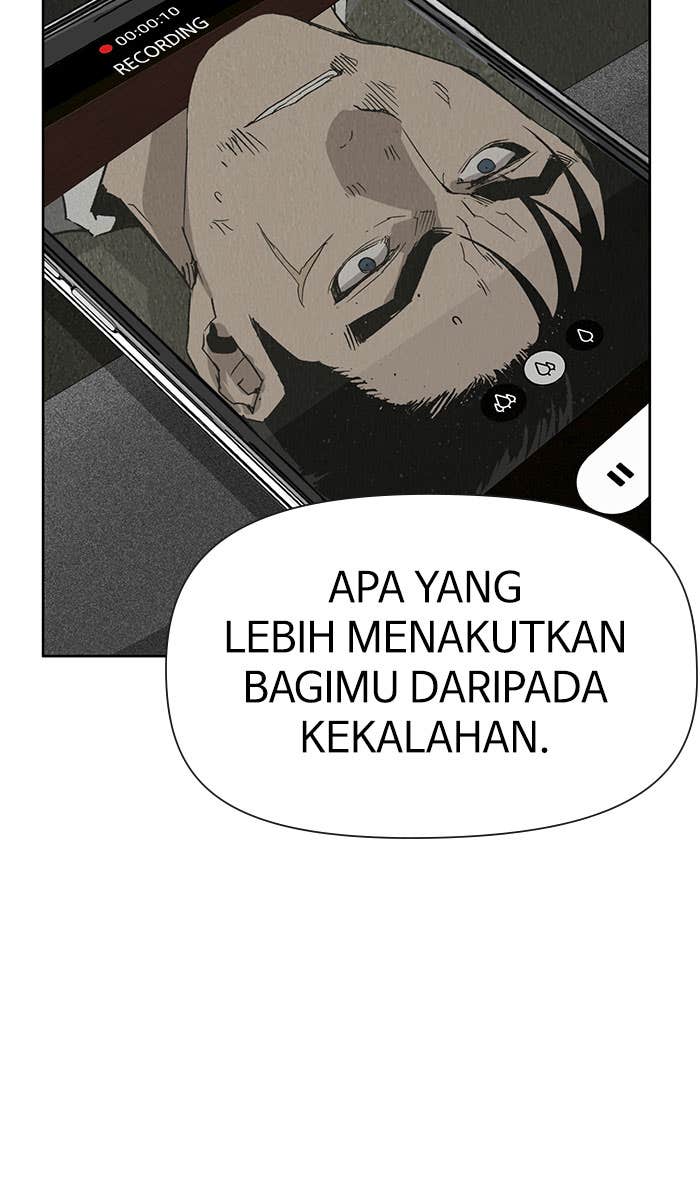 00:00:10
RECORDING
APA YANG
LEBIH MENAKUTKAN
BAGIMU DARIPADA
KEKALAHAN.